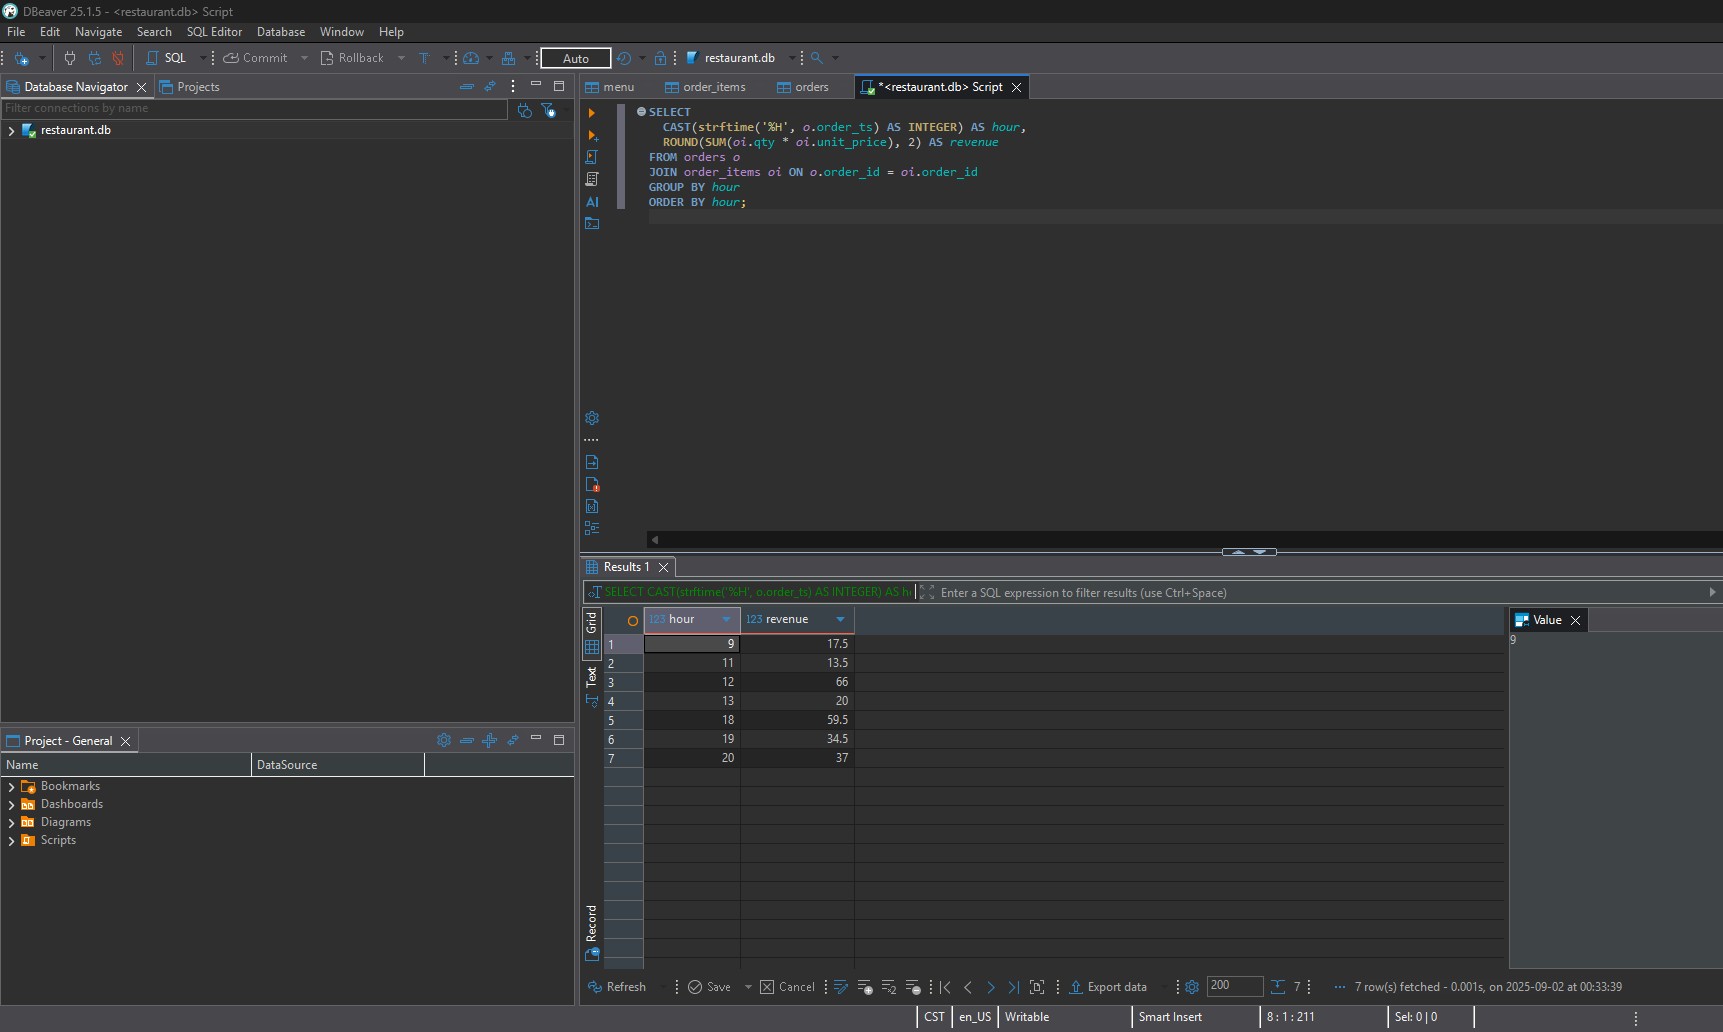 DBeaver 25.1.5 - <restaurant.db> Script
File Edit Navigate Search SQL Editor Database Window Help
SQL Commit Rollback T Auto restaurant.db
Database Navigator Projects
Filter connections by name
restaurant.db
menu order_items orders *<restaurant.db> Script
SELECT
CAST(strftime('%H', o.order_ts) AS INTEGER) AS hour,
ROUND(SUM(oi.qty * oi.unit_price), 2) AS revenue
FROM orders o
JOIN order_items oi ON o.order_id = oi.order_id
GROUP BY hour
ORDER BY hour;
AI
Project - General
Name DataSource
Bookmarks
Dashboards
Diagrams
Scripts
Results 1
SELECT CAST(strftime('%H', o.order_ts) AS INTEGER) AS h Enter a SQL expression to filter results (use Ctrl+Space)
Grid
Text
Record
123 hour 123 revenue
1 9 17.5
2 11 13.5
3 12 66
4 13 20
5 18 59.5
6 19 34.5
7 20 37
Value
9
Refresh Save Cancel Export data 200 7 7 row(s) fetched - 0.001s, on 2025-09-02 at 00:33:39
CST en_US Writable Smart Insert 8 : 1 : 211 Sel: 0 | 0